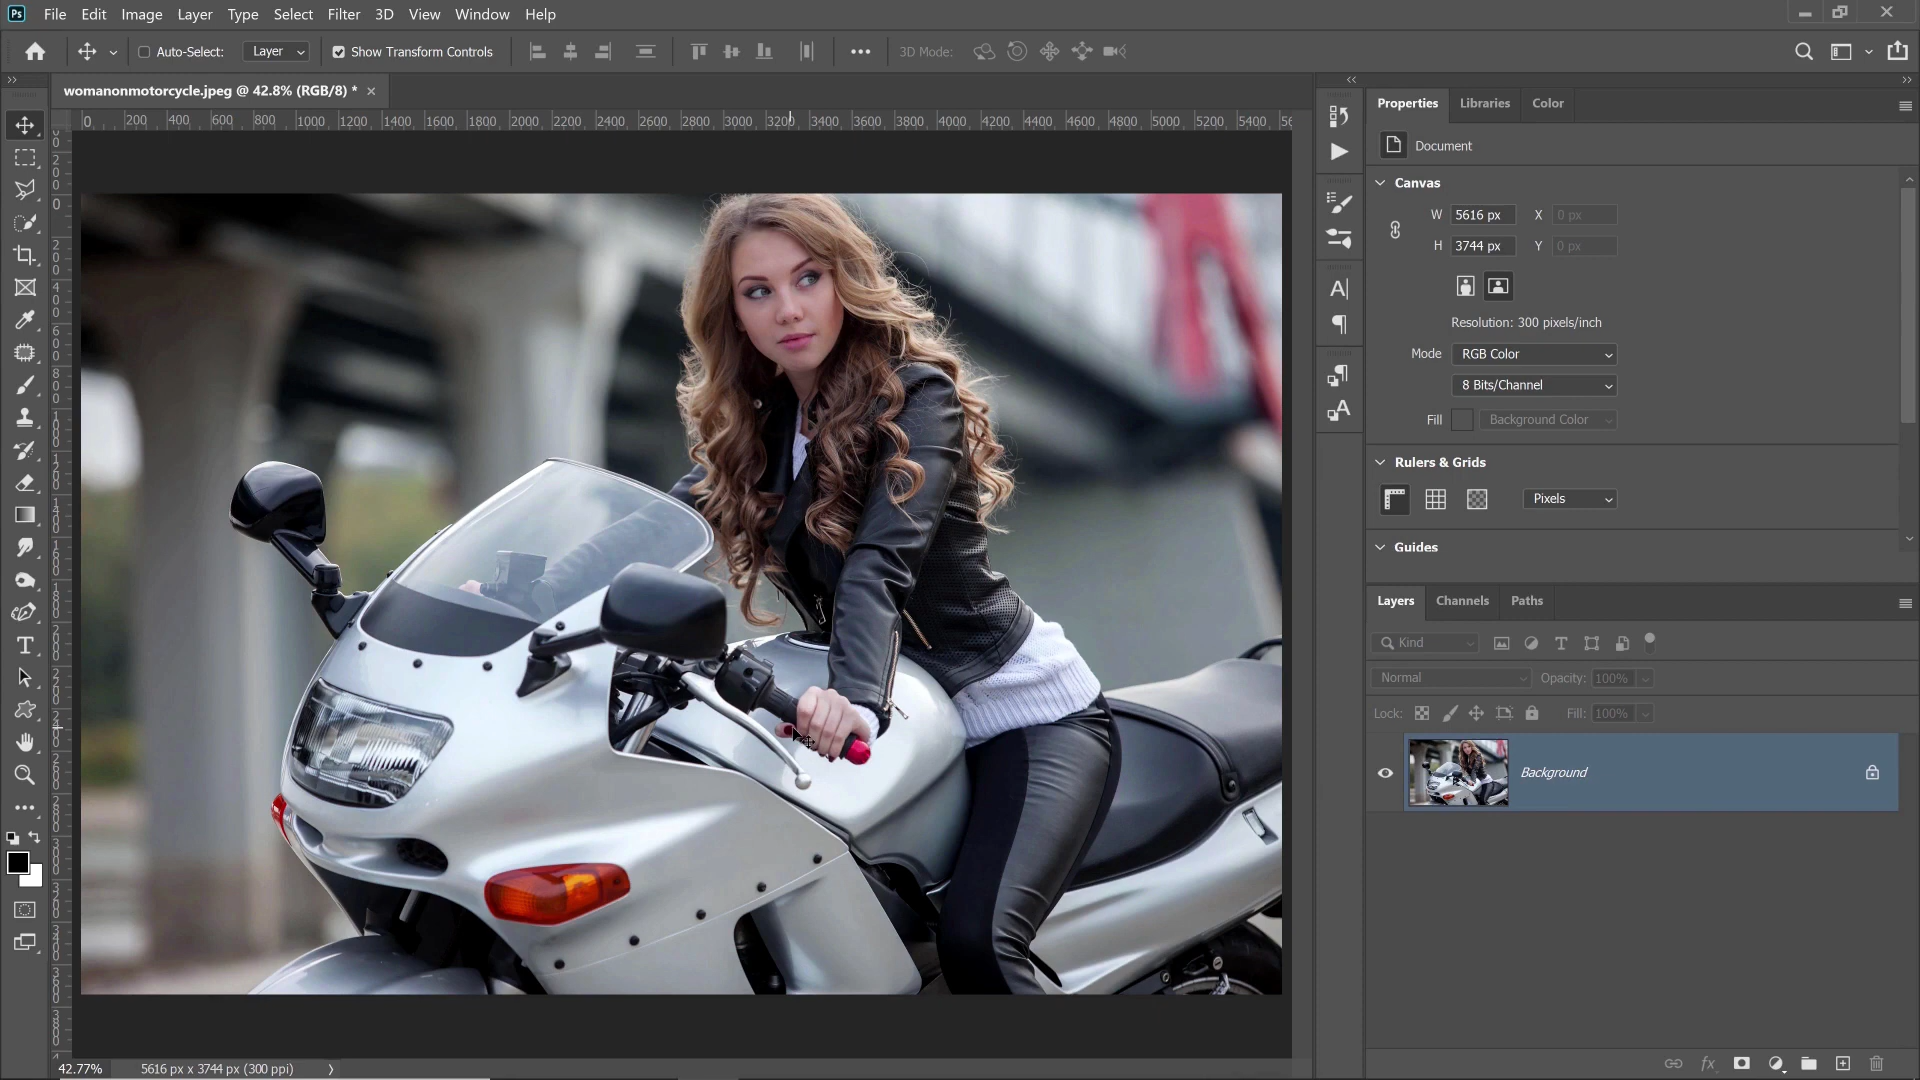 Ps File Edit Image Layer Type Select Filter 3D View Window Help
Auto-Select: Layer Show Transform Controls 3D Mode:
womanonmotorcycle.jpeg @ 42.8% (RGB/8) *
0 200 400 600 800 1000 1200 1400 1600 1800 2000 2200 2400 2600 2800 3000 3200 3400 3600 3800 4000 4200 4400 4600 4800 5000 5200 5400
Properties Libraries Color
Document
Canvas
W 5616 px X 0 px
H 3744 px Y 0 px
Resolution: 300 pixels/inch
Mode RGB Color
8 Bits/Channel
Fill Background Color
Rulers & Grids
Pixels
Guides
Layers Channels Paths
Kind
Normal Opacity: 100%
Lock: Fill: 100%
Background
fx
42.77% 5616 px x 3744 px (300 ppi)